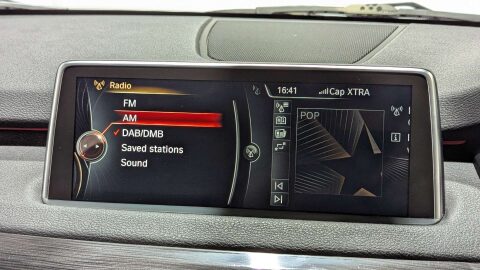 Radio
FM
AM
DAB/DMB
Saved stations
Sound
16:41
Cap XTRA
POP